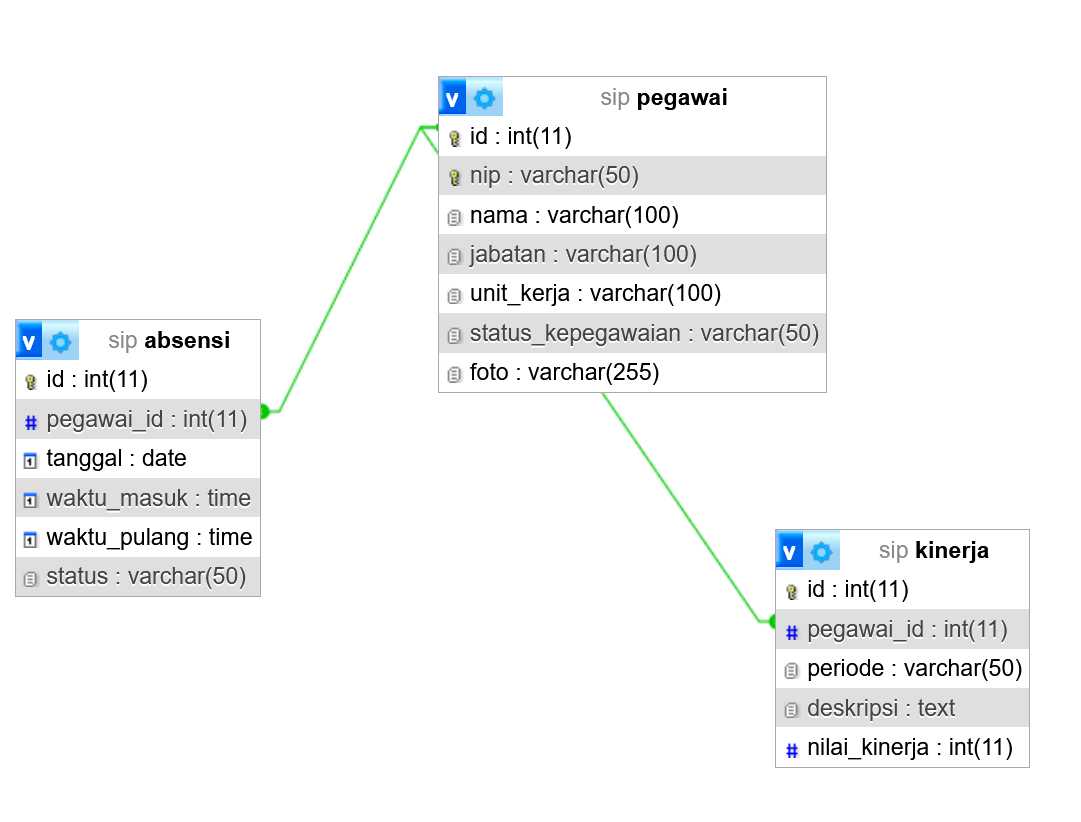 v sip pegawai
id : int(11)
nip : varchar(50)
nama : varchar(100)
jabatan : varchar(100)
unit_kerja : varchar(100)
status_kepegawaian : varchar(50)
foto : varchar(255)
v sip absensi
id : int(11)
# pegawai_id : int(11)
tanggal : date
waktu_masuk : time
waktu_pulang : time
status : varchar(50)
v sip kinerja
id : int(11)
# pegawai_id : int(11)
periode : varchar(50)
deskripsi : text
# nilai_kinerja : int(11)